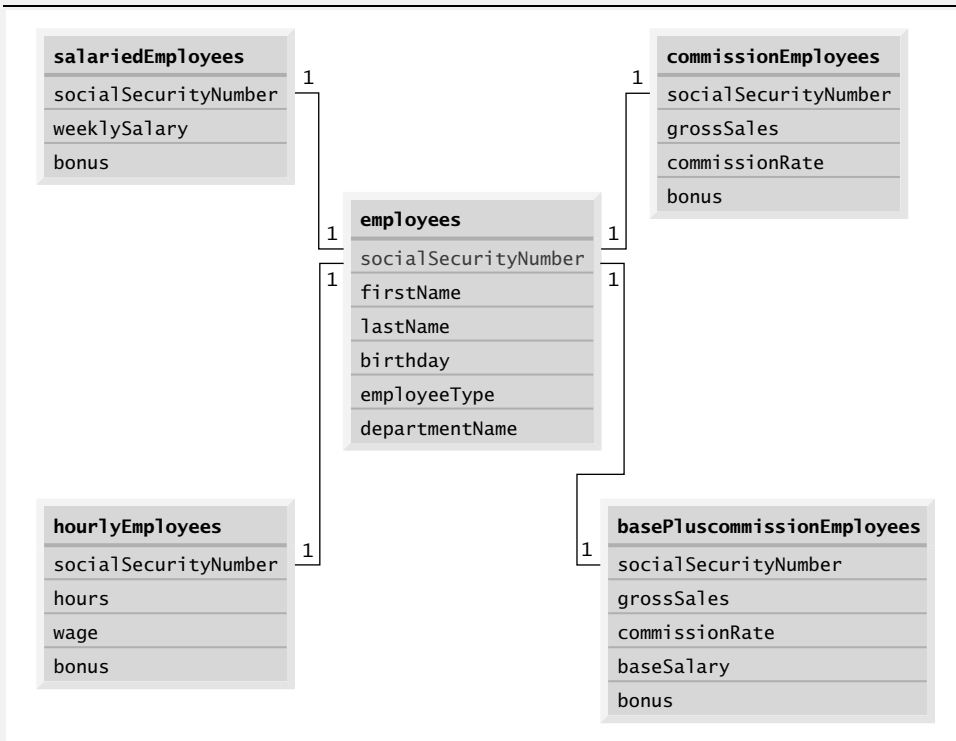 salariedEmployees
1
socialSecurityNumber
weeklySalary
bonus
commissionEmployees
1
socialSecurityNumber
grossSales
commissionRate
bonus
employees
1
1
socialSecurityNumber
1
1
firstName
lastName
birthday
employeeType
departmentName
hourlyEmployees
1
socialSecurityNumber
hours
wage
bonus
basePluscommissionEmployees
1
socialSecurityNumber
grossSales
commissionRate
baseSalary
bonus